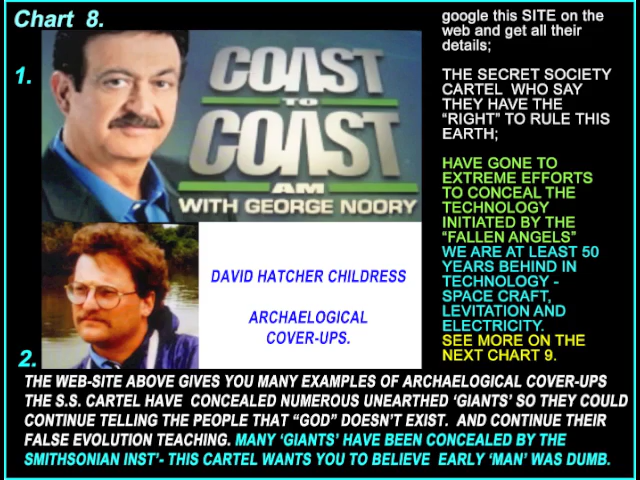 Chart 8.
1.
COAST
TO
COAST
AM
WITH GEORGE NOORY
DAVID HATCHER CHILDRESS
ARCHAELOGICAL
COVER-UPS.
2.
google this SITE on the
web and get all their
details;
THE SECRET SOCIETY
CARTEL WHO SAY
THEY HAVE THE
“RIGHT” TO RULE THIS
EARTH;
HAVE GONE TO
EXTREME EFFORTS
TO CONCEAL THE
TECHNOLOGY
INITIATED BY THE
“FALLEN ANGELS”
WE ARE AT LEAST 50
YEARS BEHIND IN
TECHNOLOGY -
SPACE CRAFT,
LEVITATION AND
ELECTRICITY.
SEE MORE ON THE
NEXT CHART 9.
THE WEB-SITE ABOVE GIVES YOU MANY EXAMPLES OF ARCHAELOGICAL COVER-UPS
THE S.S. CARTEL HAVE CONCEALED NUMEROUS UNEARTHED ‘GIANTS’ SO THEY COULD
CONTINUE TELLING THE PEOPLE THAT “GOD” DOESN’T EXIST. AND CONTINUE THEIR
FALSE EVOLUTION TEACHING. MANY ‘GIANTS’ HAVE BEEN CONCEALED BY THE
SMITHSONIAN INST’- THIS CARTEL WANTS YOU TO BELIEVE EARLY ‘MAN’ WAS DUMB.